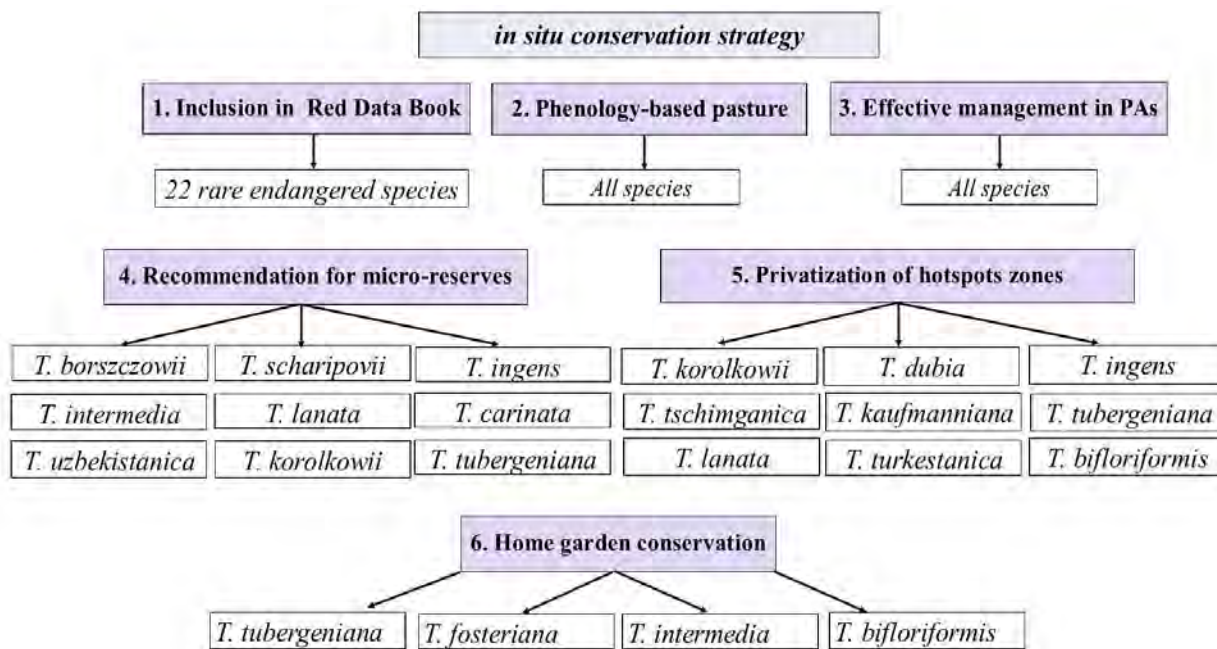 in situ conservation strategy
1. Inclusion in Red Data Book
2. Phenology-based pasture
3. Effective management in PAs
22 rare endangered species
All species
All species
4. Recommendation for micro-reserves
5. Privatization of hotspots zones
T. borszczowii
T. scharipovii
T. ingens
T. korolkowii
T. dubia
T. ingens
T. intermedia
T. lanata
T. carinata
T. tschimganica
T. kaufmanniana
T. tubergeniana
T. uzbekistanica
T. korolkowii
T. tubergeniana
T. lanata
T. turkestanica
T. bifloriformis
6. Home garden conservation
T. tubergeniana
T. fosteriana
T. intermedia
T. bifloriformis